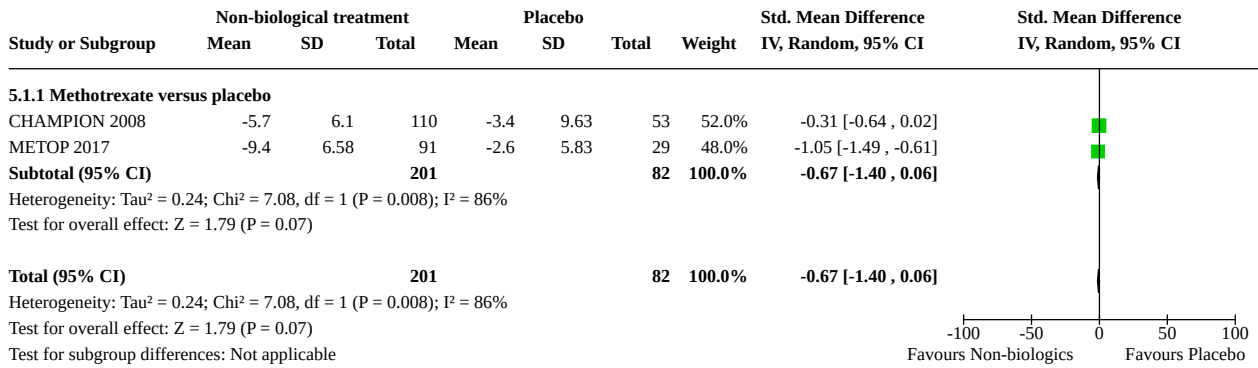 Non-biological treatment Placebo Std. Mean Difference Std. Mean Difference
Study or Subgroup Mean SD Total Mean SD Total Weight IV, Random, 95% CI IV, Random, 95% CI
5.1.1 Methotrexate versus placebo
CHAMPION 2008 -5.7 6.1 110 -3.4 9.63 53 52.0% -0.31 [-0.64 , 0.02]
METOP 2017 -9.4 6.58 91 -2.6 5.83 29 48.0% -1.05 [-1.49 , -0.61]
Subtotal (95% CI) 201 82 100.0% -0.67 [-1.40 , 0.06]
Heterogeneity: Tau² = 0.24; Chi² = 7.08, df = 1 (P = 0.008); I² = 86%
Test for overall effect: Z = 1.79 (P = 0.07)
Total (95% CI) 201 82 100.0% -0.67 [-1.40 , 0.06]
Heterogeneity: Tau² = 0.24; Chi² = 7.08, df = 1 (P = 0.008); I² = 86%
Test for overall effect: Z = 1.79 (P = 0.07) -100 -50 0 50 100
Test for subgroup differences: Not applicable Favours Non-biologics Favours Placebo